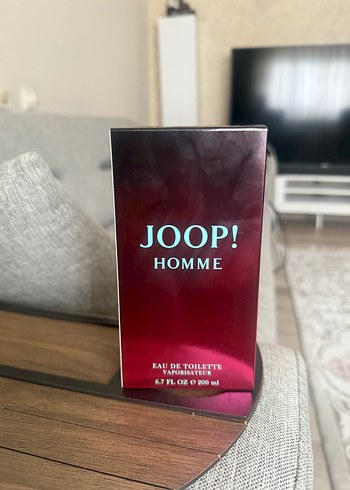 JOOP!
HOMME
EAU DE TOILETTE
VAPORISATEUR
6.7 FL OZ ℮ 200 ml